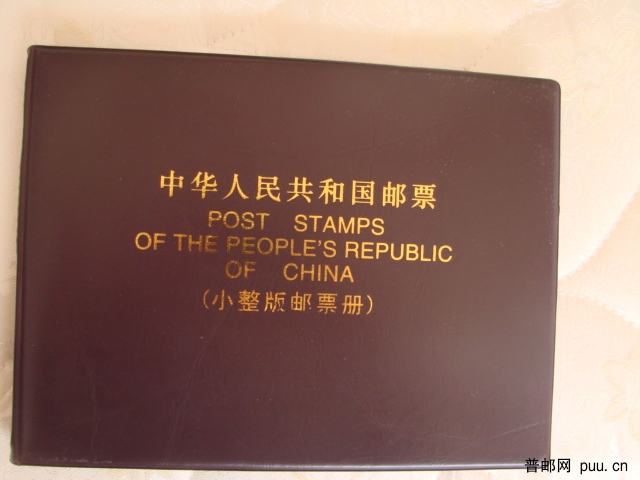 中华人民共和国邮票
POST STAMPS
OF THE PEOPLE'S REPUBLIC
OF CHINA
(小整版邮票册)
普邮网 puu.cn